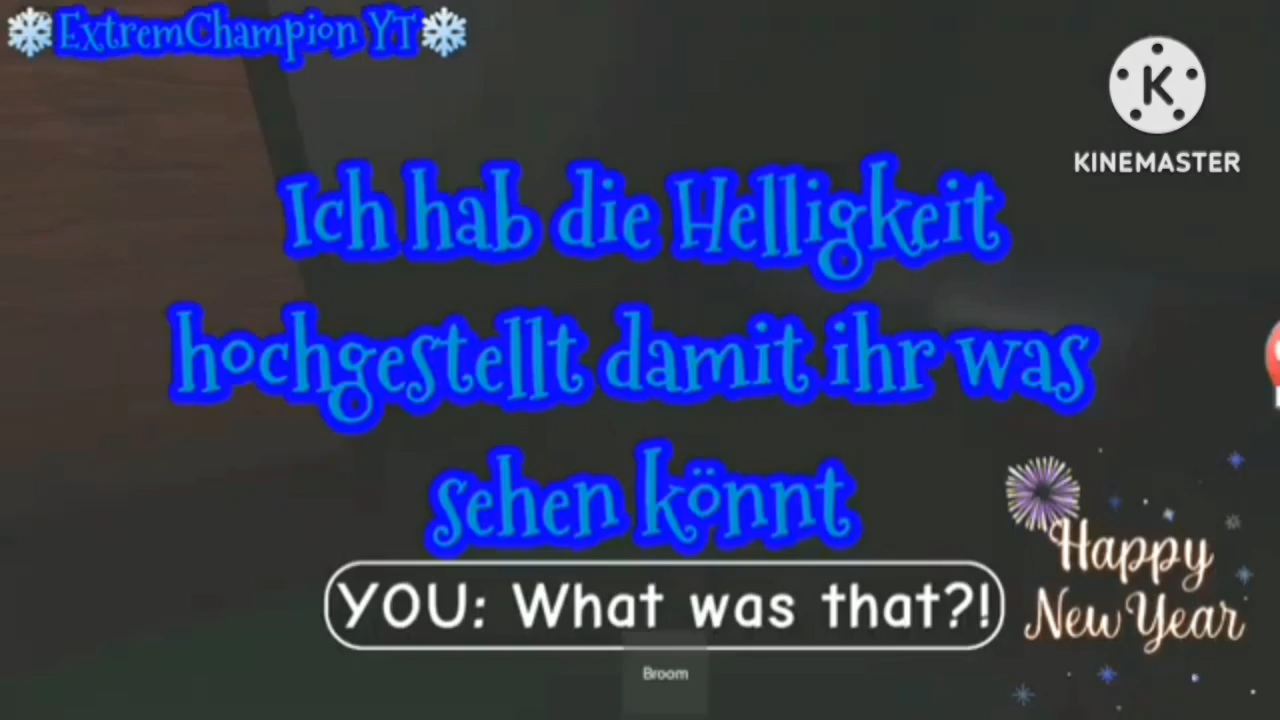 ❄ExtremChampion YT❄
K
KINEMASTER
Ich hab die Helligkeit
hochgestellt damit ihr was
sehen könnt
YOU: What was that?!
Happy
New Year
Broom